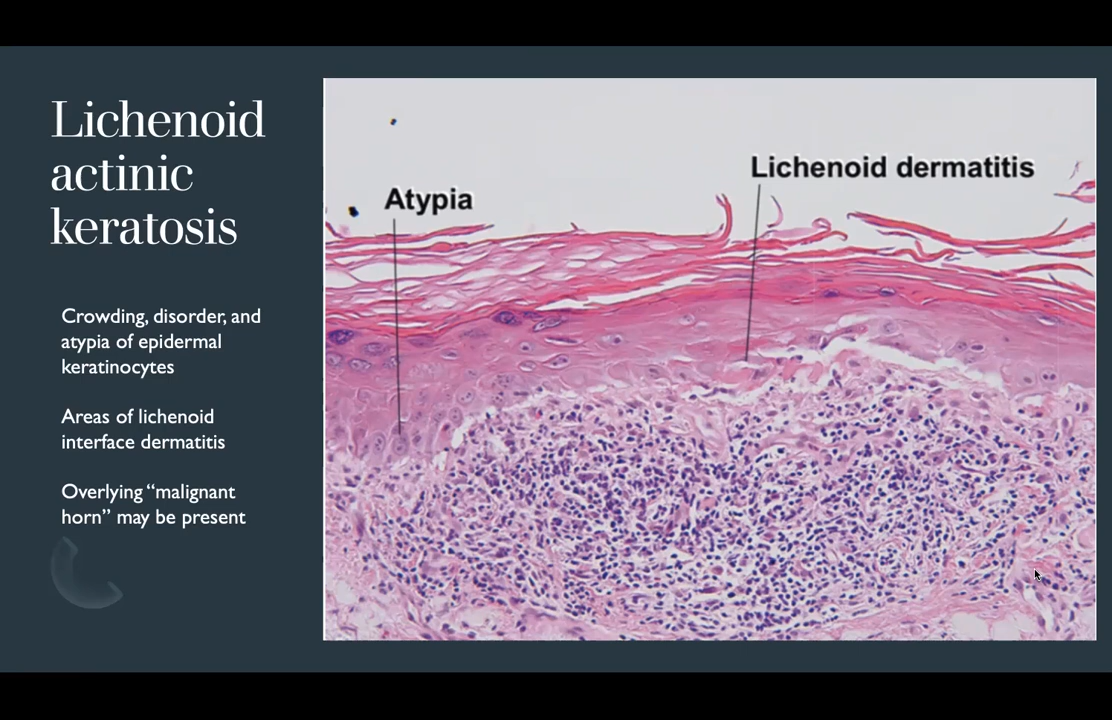 Lichenoid
actinic
keratosis
Crowding, disorder, and
atypia of epidermal
keratinocytes
Areas of lichenoid
interface dermatitis
Overlying “malignant
horn” may be present
Atypia
Lichenoid dermatitis